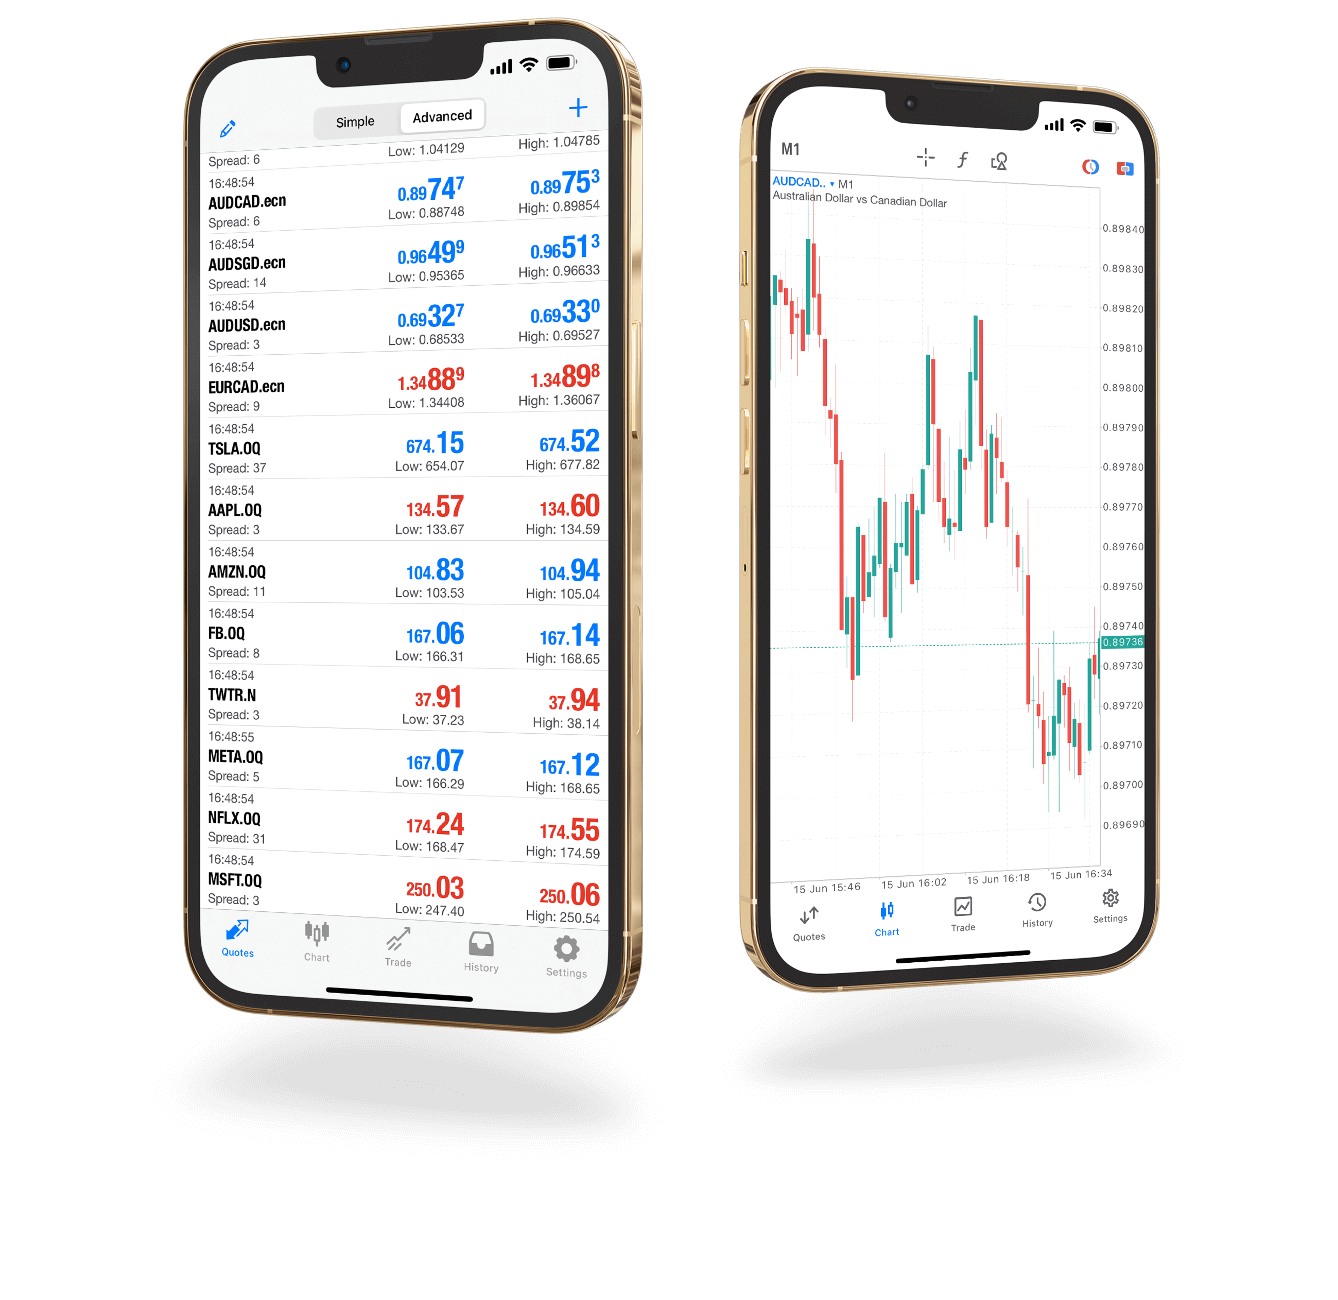 Simple
Advanced
Spread: 6
Low: 1.04129
High: 1.04785
16:48:54
AUDCAD.ecn
Spread: 6
0.89747
Low: 0.88748
0.89753
High: 0.89854
16:48:54
AUDSGD.ecn
Spread: 14
0.96499
Low: 0.95365
0.96513
High: 0.96633
16:48:54
AUDUSD.ecn
Spread: 3
0.69327
Low: 0.68533
0.69330
High: 0.69527
16:48:54
EURCAD.ecn
Spread: 9
1.34889
Low: 1.34408
1.34898
High: 1.36067
16:48:54
TSLA.OQ
Spread: 37
674.15
Low: 654.07
674.52
High: 677.82
16:48:54
AAPL.OQ
Spread: 3
134.57
Low: 133.67
134.60
High: 134.59
16:48:54
AMZN.OQ
Spread: 11
104.83
Low: 103.53
104.94
High: 105.04
16:48:54
FB.OQ
Spread: 8
167.06
Low: 166.31
167.14
High: 168.65
16:48:54
TWTR.N
Spread: 3
37.91
Low: 37.23
37.94
High: 38.14
16:48:55
META.OQ
Spread: 5
167.07
Low: 166.29
167.12
High: 168.65
16:48:54
NFLX.OQ
Spread: 31
174.24
Low: 168.47
174.55
High: 174.59
16:48:54
MSFT.OQ
Spread: 3
250.03
Low: 247.40
250.06
High: 250.54
Quotes
Chart
Trade
History
Settings
M1
AUDCAD.. ▾ M1
Australian Dollar vs Canadian Dollar
0.89840
0.89830
0.89820
0.89810
0.89800
0.89790
0.89780
0.89770
0.89760
0.89750
0.89740
0.89736
0.89730
0.89720
0.89710
0.89700
0.89690
15 Jun 15:46
15 Jun 16:02
15 Jun 16:18
15 Jun 16:34
Quotes
Chart
Trade
History
Settings